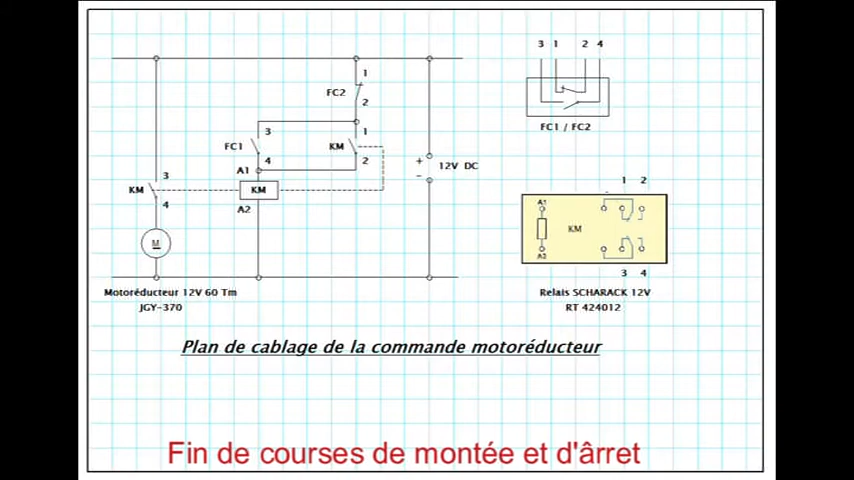 3 1 2 4
FC1 / FC2
1
FC2
2
3
FC1
4
1
KM
2
A1
KM
A2
3
KM
4
M
+
-
12V DC
1 2
A1
KM
A2
3 4
Motoréducteur 12V 60 Tm
JGY-370
Relais SCHARACK 12V
RT 424012
Plan de cablage de la commande motoréducteur
Fin de courses de montée et d'ârret